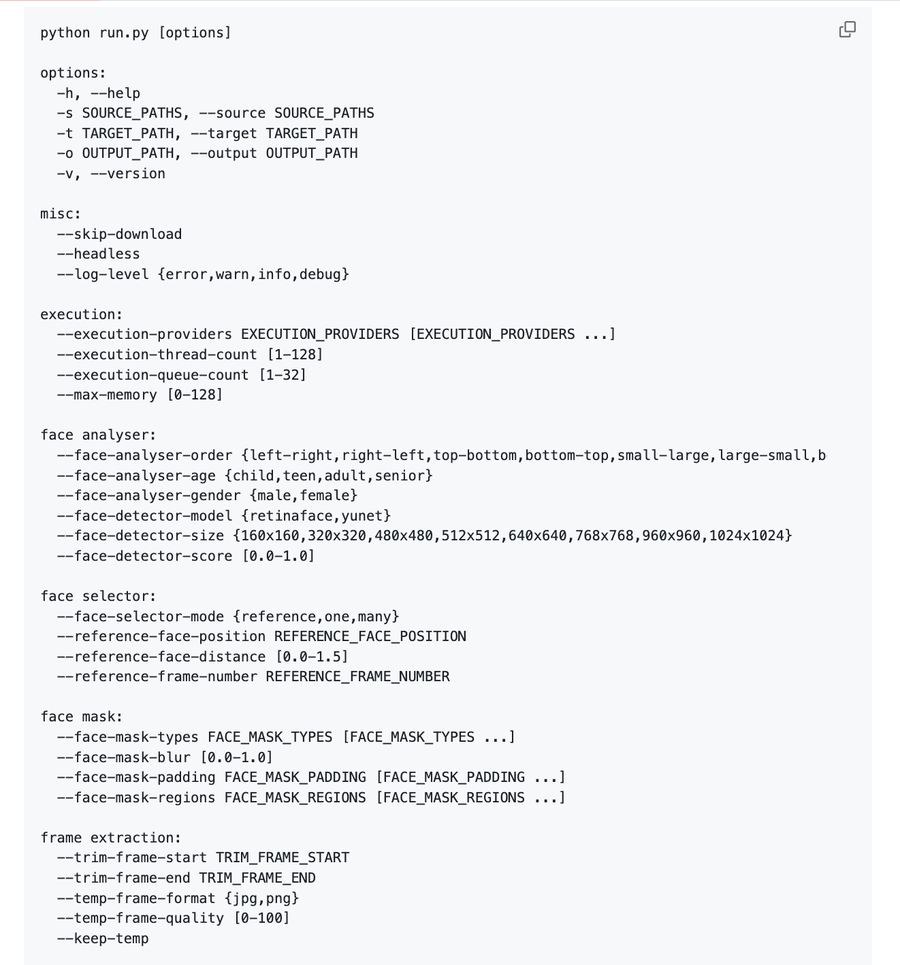 python run.py [options]

options:
  -h, --help
  -s SOURCE_PATHS, --source SOURCE_PATHS
  -t TARGET_PATH, --target TARGET_PATH
  -o OUTPUT_PATH, --output OUTPUT_PATH
  -v, --version

misc:
  --skip-download
  --headless
  --log-level {error,warn,info,debug}

execution:
  --execution-providers EXECUTION_PROVIDERS [EXECUTION_PROVIDERS ...]
  --execution-thread-count [1-128]
  --execution-queue-count [1-32]
  --max-memory [0-128]

face analyser:
  --face-analyser-order {left-right,right-left,top-bottom,bottom-top,small-large,large-small,b
  --face-analyser-age {child,teen,adult,senior}
  --face-analyser-gender {male,female}
  --face-detector-model {retinaface,yunet}
  --face-detector-size {160x160,320x320,480x480,512x512,640x640,768x768,960x960,1024x1024}
  --face-detector-score [0.0-1.0]

face selector:
  --face-selector-mode {reference,one,many}
  --reference-face-position REFERENCE_FACE_POSITION
  --reference-face-distance [0.0-1.5]
  --reference-frame-number REFERENCE_FRAME_NUMBER

face mask:
  --face-mask-types FACE_MASK_TYPES [FACE_MASK_TYPES ...]
  --face-mask-blur [0.0-1.0]
  --face-mask-padding FACE_MASK_PADDING [FACE_MASK_PADDING ...]
  --face-mask-regions FACE_MASK_REGIONS [FACE_MASK_REGIONS ...]

frame extraction:
  --trim-frame-start TRIM_FRAME_START
  --trim-frame-end TRIM_FRAME_END
  --temp-frame-format {jpg,png}
  --temp-frame-quality [0-100]
  --keep-temp